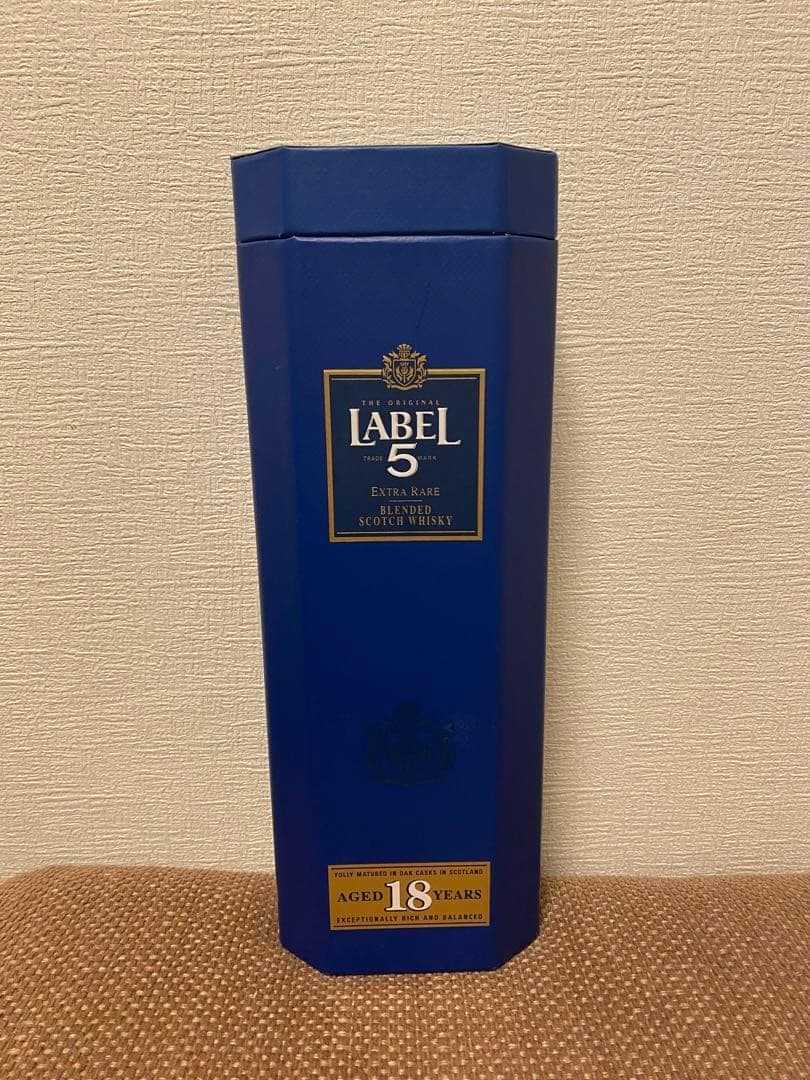 THE ORIGINAL
LABEL
TRADE 5 MARK
EXTRA RARE
BLENDED
SCOTCH WHISKY
FULLY MATURED IN OAK CASKS IN SCOTLAND
AGED 18 YEARS
EXCEPTIONALLY RICH AND BALANCED